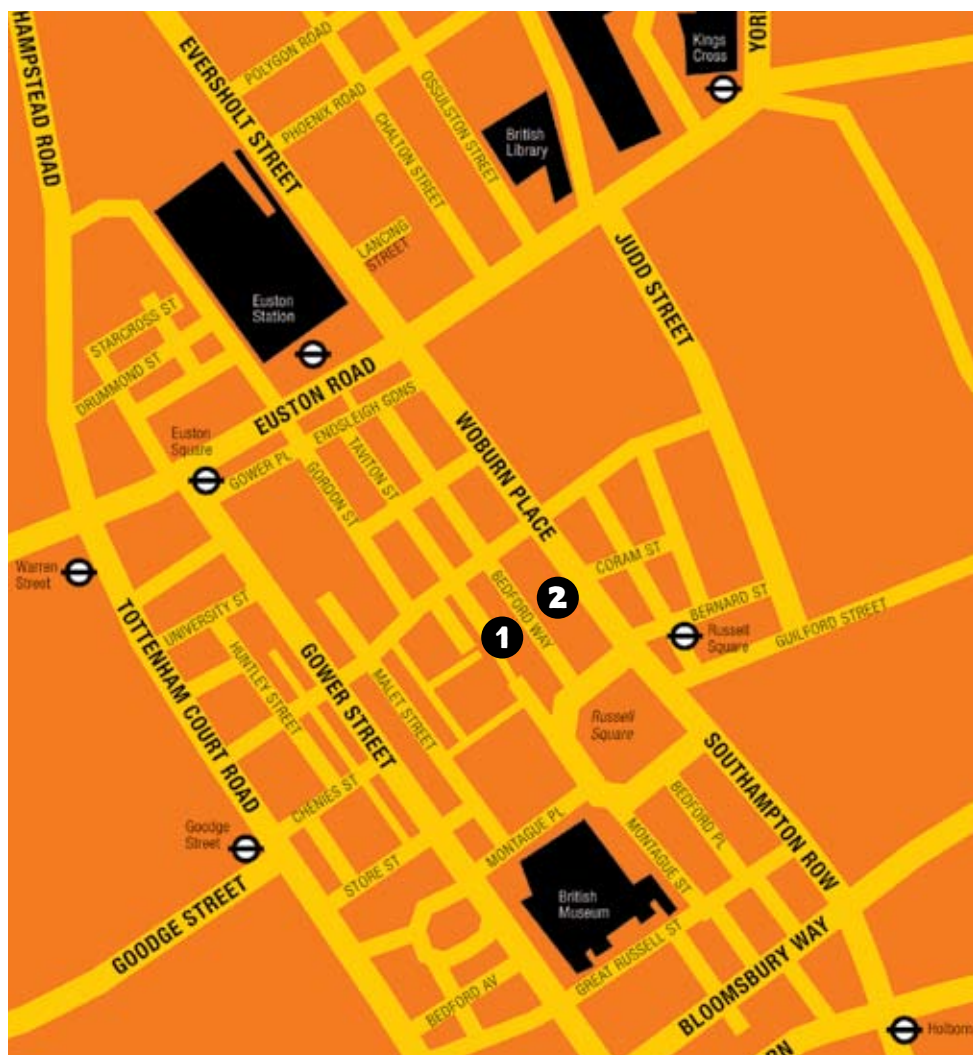 HAMPSTEAD ROAD
EVERSHOLT STREET
POLYGON ROAD
PHOENIX ROAD
CHALTON STREET
OSSULSTON STREET
British
Library
Kings
Cross
YORK
LANCING
STREET
JUDD STREET
Euston
Station
STARCROSS ST
DRUMMOND ST
EUSTON ROAD
Euston
Square
ENDSLEIGH GDNS
GOWER PL
GORDON ST
TAVITON ST
WOBURN PLACE
Warren
Street
TOTTENHAM COURT ROAD
UNIVERSITY ST
HUNTLEY STREET
GOWER STREET
MALET STREET
BEDFORD WAY
1
2
CORAM ST
BERNARD ST
Russell
Square
GUILFORD STREET
Russell
Square
SOUTHAMPTON ROW
BEDFORD PL
MONTAGUE ST
MONTAGUE PL
CHENIES ST
STORE ST
Goodge
Street
GOODGE STREET
British
Museum
GREAT RUSSELL ST
BEDFORD AV
BLOOMSBURY WAY
Holborn